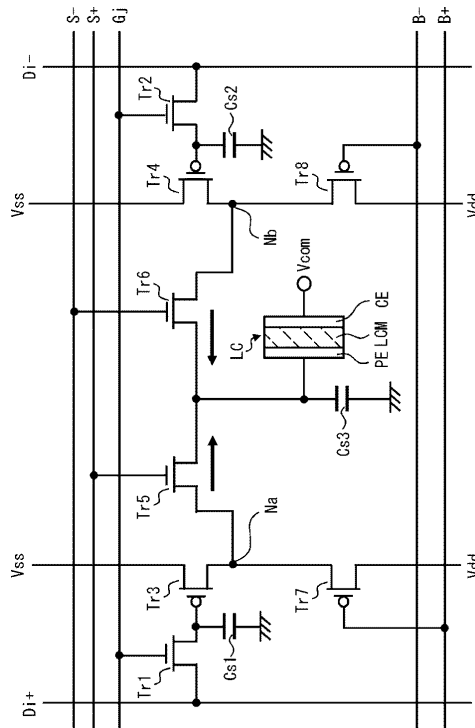 S-
S+
Gj
B-
B+
Di-
Tr2
Cs2
Tr4
Vss
Tr8
Vdd
Nb
Tr6
Vcom
LC
CE
LCM
PE
Cs3
Tr5
Na
Vss
Tr3
Tr7
Vdd
Cs1
Tr1
Di+